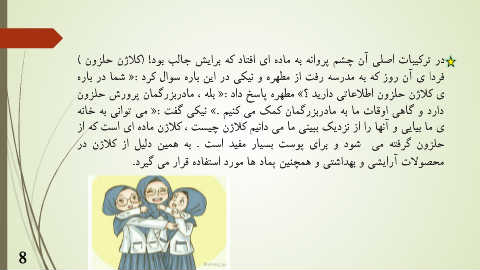 در ترکیبات اصلی آن چشم پروانه به ماده ای افتاد که برایش جالب بود! (کلاژن حلزون )
فردا ی آن روز که به مدرسه رفت از مطهره و نیکی در این باره سوال کرد :« شما در باره
ی کلاژن حلزون اطلاعاتی دارید ؟» مطهره پاسخ داد :« بله ، مادربزرگمان پرورش حلزون
دارد و گاهی اوقات ما به مادربزرگمان کمک می کنیم .» نیکی گفت :« می توانی به خانه
ی ما بیایی و آنها را از نزدیک ببینی ما می دانیم کلاژن چیست ، کلاژن ماده ای است که از
حلزون گرفته می شود و برای پوست بسیار مفید است . به همین دلیل از کلاژن در
محصولات آرایشی و بهداشتی و همچنین پماد ها مورد استفاده قرار می گیرد.
8